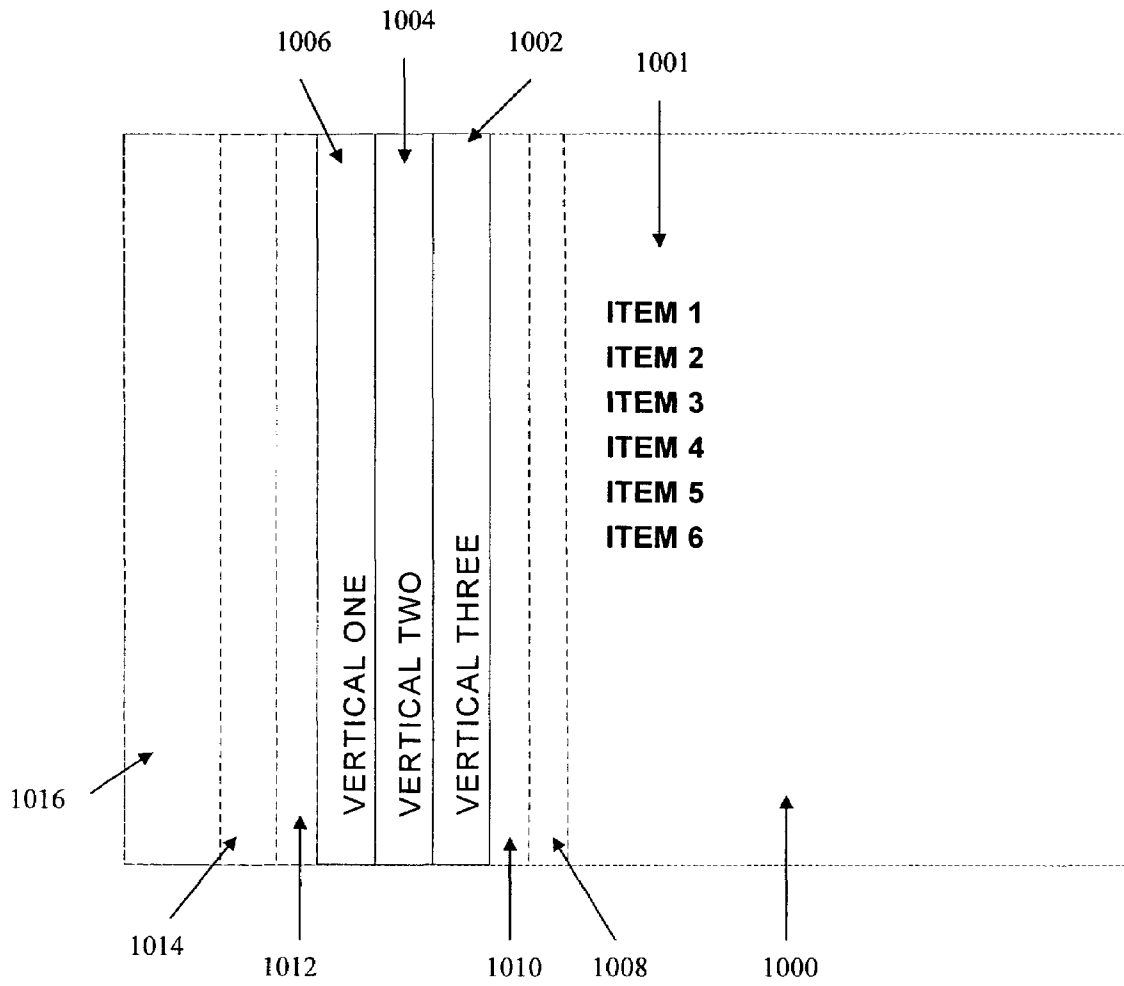 1004
1006
1002
1001
ITEM 1
ITEM 2
ITEM 3
ITEM 4
ITEM 5
ITEM 6
VERTICAL ONE
VERTICAL TWO
VERTICAL THREE
1016
1014
1012
1010
1008
1000